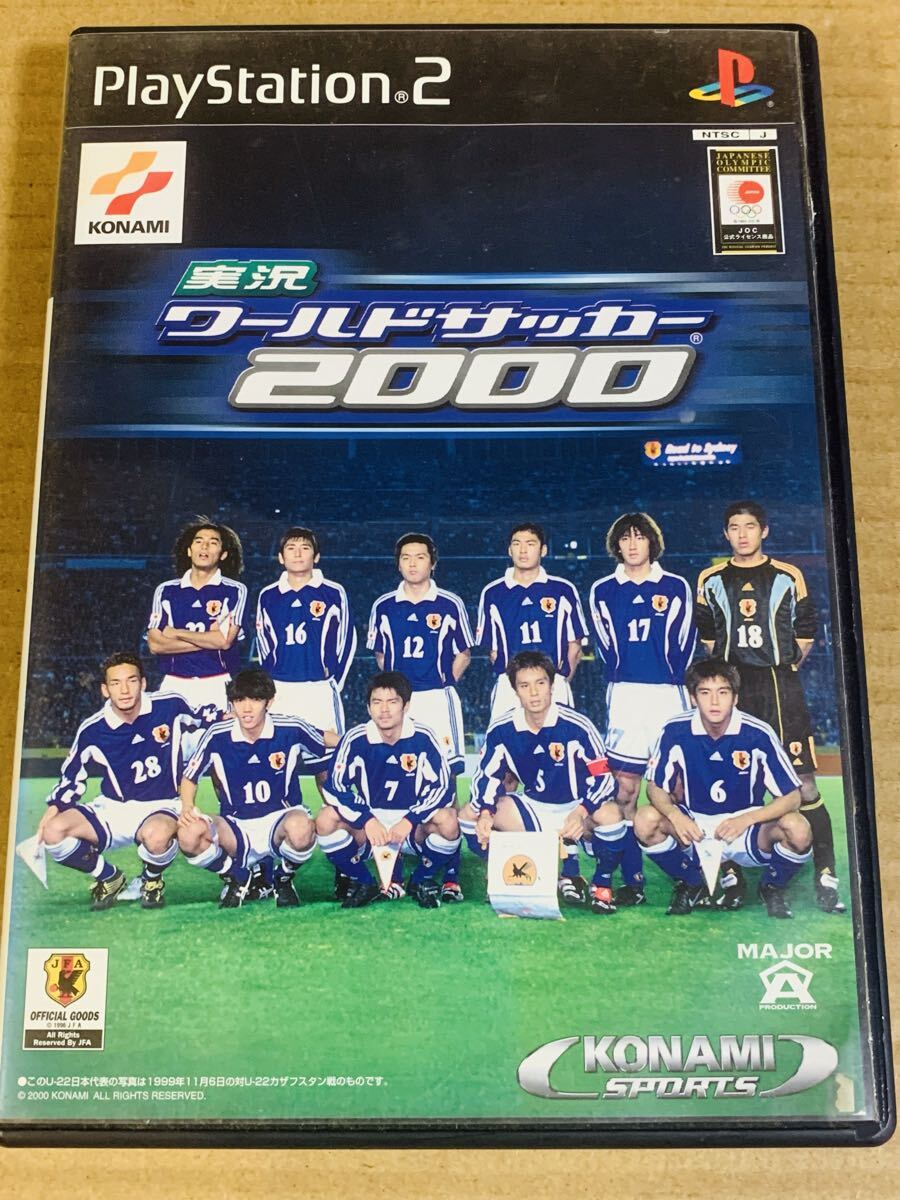 PlayStation®2
NTSC J
KONAMI
JAPANESE
OLYMPIC
COMMITTEE
JOC
公式ライセンス商品
実況
ワールドサッカー®
2000
Road to Sydney
16
12
11
17
18
28
10
7
5
6
JFA
OFFICIAL GOODS
© 1996 JFA
All Rights
Reserved By JFA
MAJOR
A
PRODUCTION
KONAMI
SPORTS
●このU-22日本代表の写真は1999年11月6日の対U-22カザフスタン戦のものです。
© 2000 KONAMI ALL RIGHTS RESERVED.